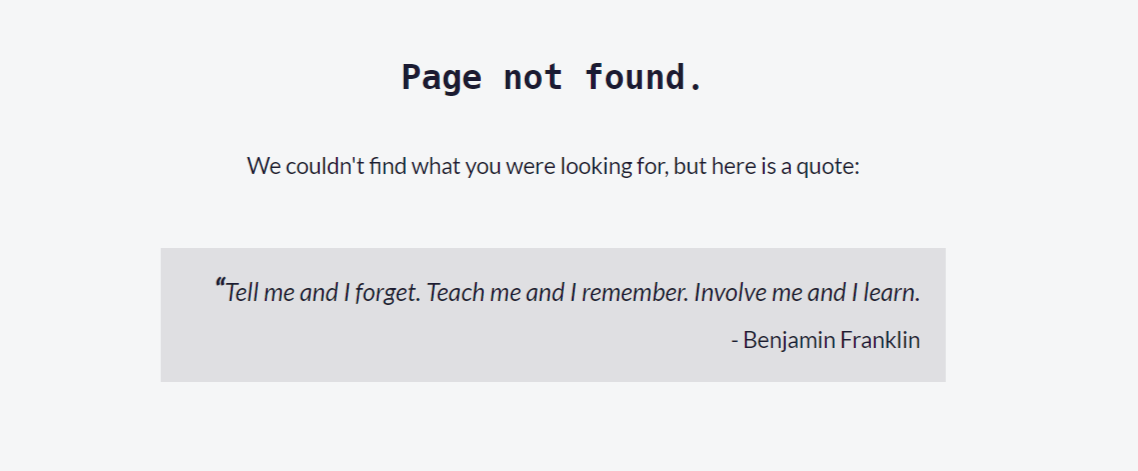 Page not found.
We couldn't find what you were looking for, but here is a quote:
“Tell me and I forget. Teach me and I remember. Involve me and I learn.
- Benjamin Franklin